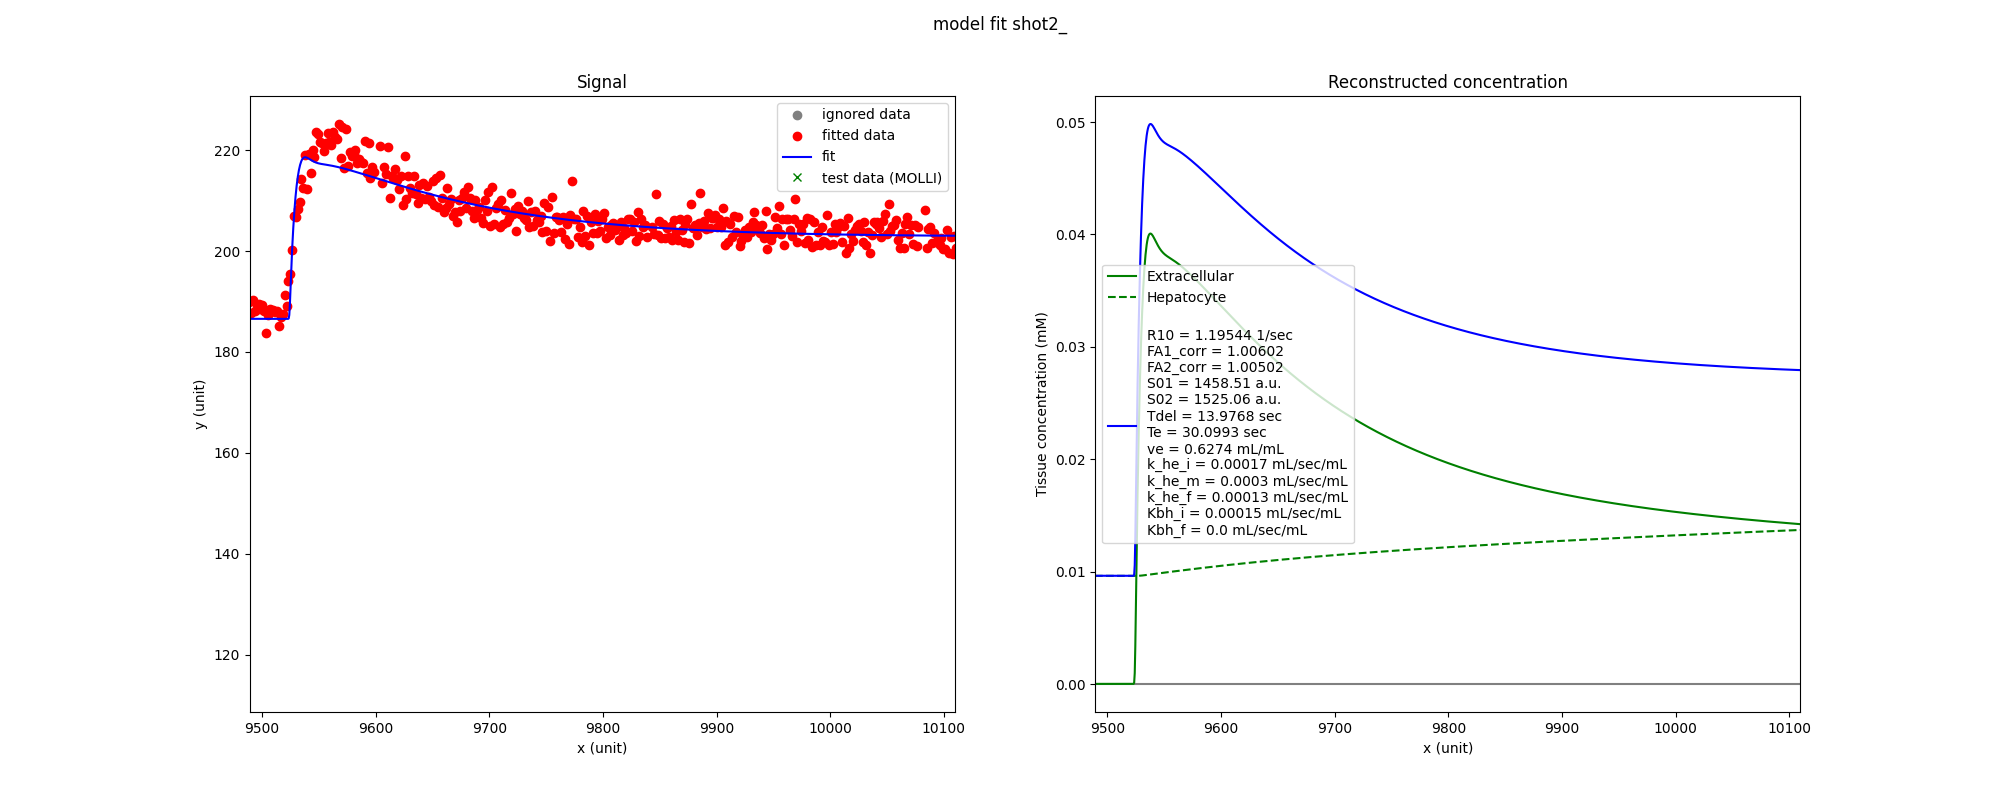 model fit shot2_
Signal
220
200
180
160
140
120
y (unit)
9500 9600 9700 9800 9900 10000 10100
x (unit)
ignored data
fitted data
fit
test data (MOLLI)
Reconstructed concentration
0.05
0.04
0.03
0.02
0.01
0.00
Tissue concentration (mM)
9500 9600 9700 9800 9900 10000 10100
x (unit)
Extracellular
Hepatocyte
R10 = 1.19544 1/sec
FA1_corr = 1.00602
FA2_corr = 1.00502
S01 = 1458.51 a.u.
S02 = 1525.06 a.u.
Tdel = 13.9768 sec
Te = 30.0993 sec
ve = 0.6274 mL/mL
k_he_i = 0.00017 mL/sec/mL
k_he_m = 0.0003 mL/sec/mL
k_he_f = 0.00013 mL/sec/mL
Kbh_i = 0.00015 mL/sec/mL
Kbh_f = 0.0 mL/sec/mL